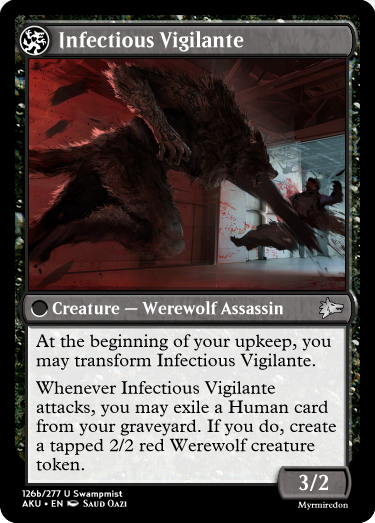 Infectious Vigilante
Creature — Werewolf Assassin
At the beginning of your upkeep, you
may transform Infectious Vigilante.
Whenever Infectious Vigilante
attacks, you may exile a Human card
from your graveyard. If you do, create
a tapped 2/2 red Werewolf creature
token.
3/2
126b/277 U Swampmist
AKU • EN Saud Oazi
Myrmiredon